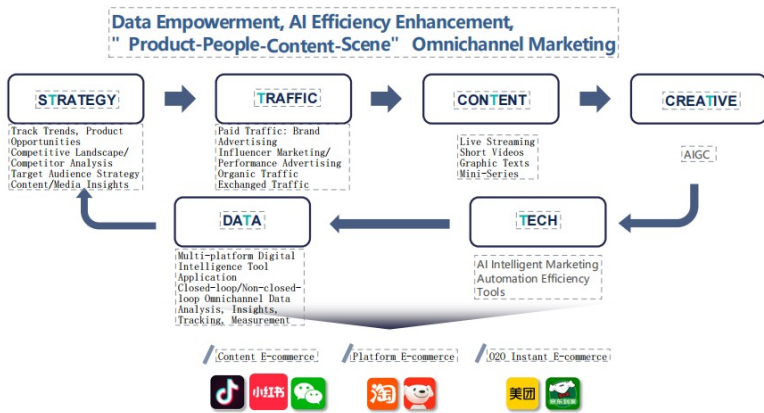 Data Empowerment, AI Efficiency Enhancement,
" Product-People-Content-Scene" Omnichannel Marketing
STRATEGY
Track Trends, Product
Opportunities
Competitive Landscape/
Competitor Analysis
Target Audience Strategy
Content/Media Insights
TRAFFIC
Paid Traffic: Brand
Advertising
Influencer Marketing/
Performance Advertising
Organic Traffic
Exchanged Traffic
CONTENT
Live Streaming
Short Videos
Graphic Texts
Mini-Series
CREATIVE
AIGC
DATA
Multi-platform Digital
Intelligence Tool
Application
Closed-loop/Non-closed-
loop Omnichannel Data
Analysis, Insights,
Tracking, Measurement
TECH
AI Intelligent Marketing
Automation Efficiency
Tools
Content E-commerce
Platform E-commerce
O2O Instant E-commerce
小红书
淘
美团
京东到家